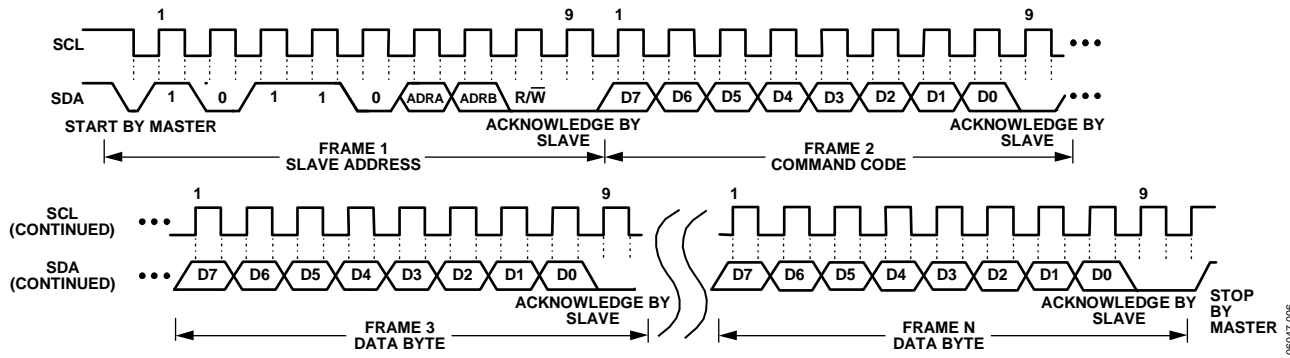 1 9 1 9
SCL
SDA 1 0 1 1 0 ADRA ADRB R/W̅ D7 D6 D5 D4 D3 D2 D1 D0
START BY MASTER ACKNOWLEDGE BY SLAVE ACKNOWLEDGE BY SLAVE
FRAME 1 SLAVE ADDRESS FRAME 2 COMMAND CODE
1 9 1 9
SCL (CONTINUED)
SDA (CONTINUED) D7 D6 D5 D4 D3 D2 D1 D0 D7 D6 D5 D4 D3 D2 D1 D0
ACKNOWLEDGE BY SLAVE ACKNOWLEDGE BY SLAVE STOP BY MASTER
FRAME 3 DATA BYTE FRAME N DATA BYTE
06047-006